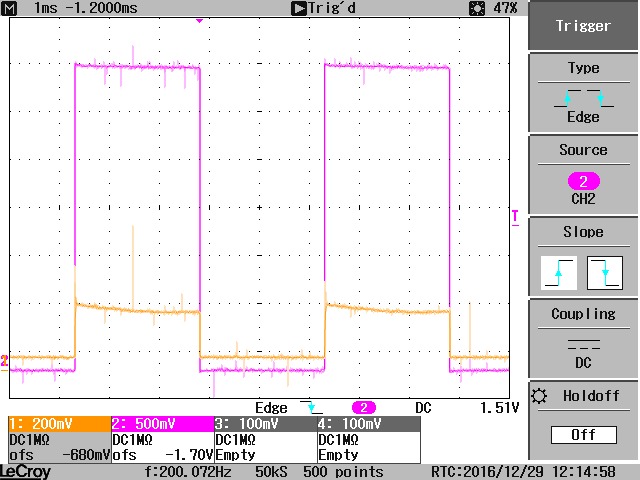 M 1ms -1.2000ms Trig'd 47%
Trigger
Type
Edge
Source
2
CH2
T
Slope
Coupling
DC
2
Holdoff
Off
Edge 2 DC 1.51V
1: 200mV 2: 500mV 3: 100mV 4: 100mV
DC1MΩ DC1MΩ DC1MΩ DC1MΩ
ofs -680mV ofs -1.70V Empty Empty
LeCroy f:200.072Hz 50kS 500 points RTC:2016/12/29 12:14:58